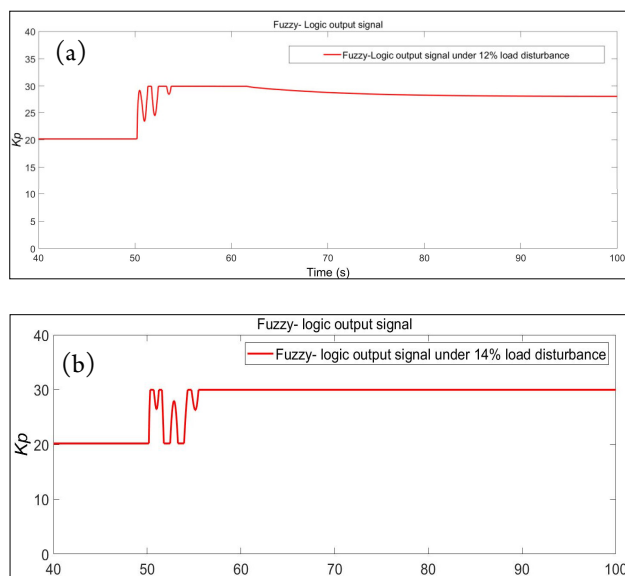 Fuzzy- Logic output signal
(a)
Fuzzy-Logic output signal under 12% load disturbance
Kp
40
35
30
25
20
15
10
5
0
40 50 60 70 80 90 100
Time (s)
Fuzzy- logic output signal
(b)
Fuzzy- logic output signal under 14% load disturbance
Kp
40
30
20
10
0
40 50 60 70 80 90 100